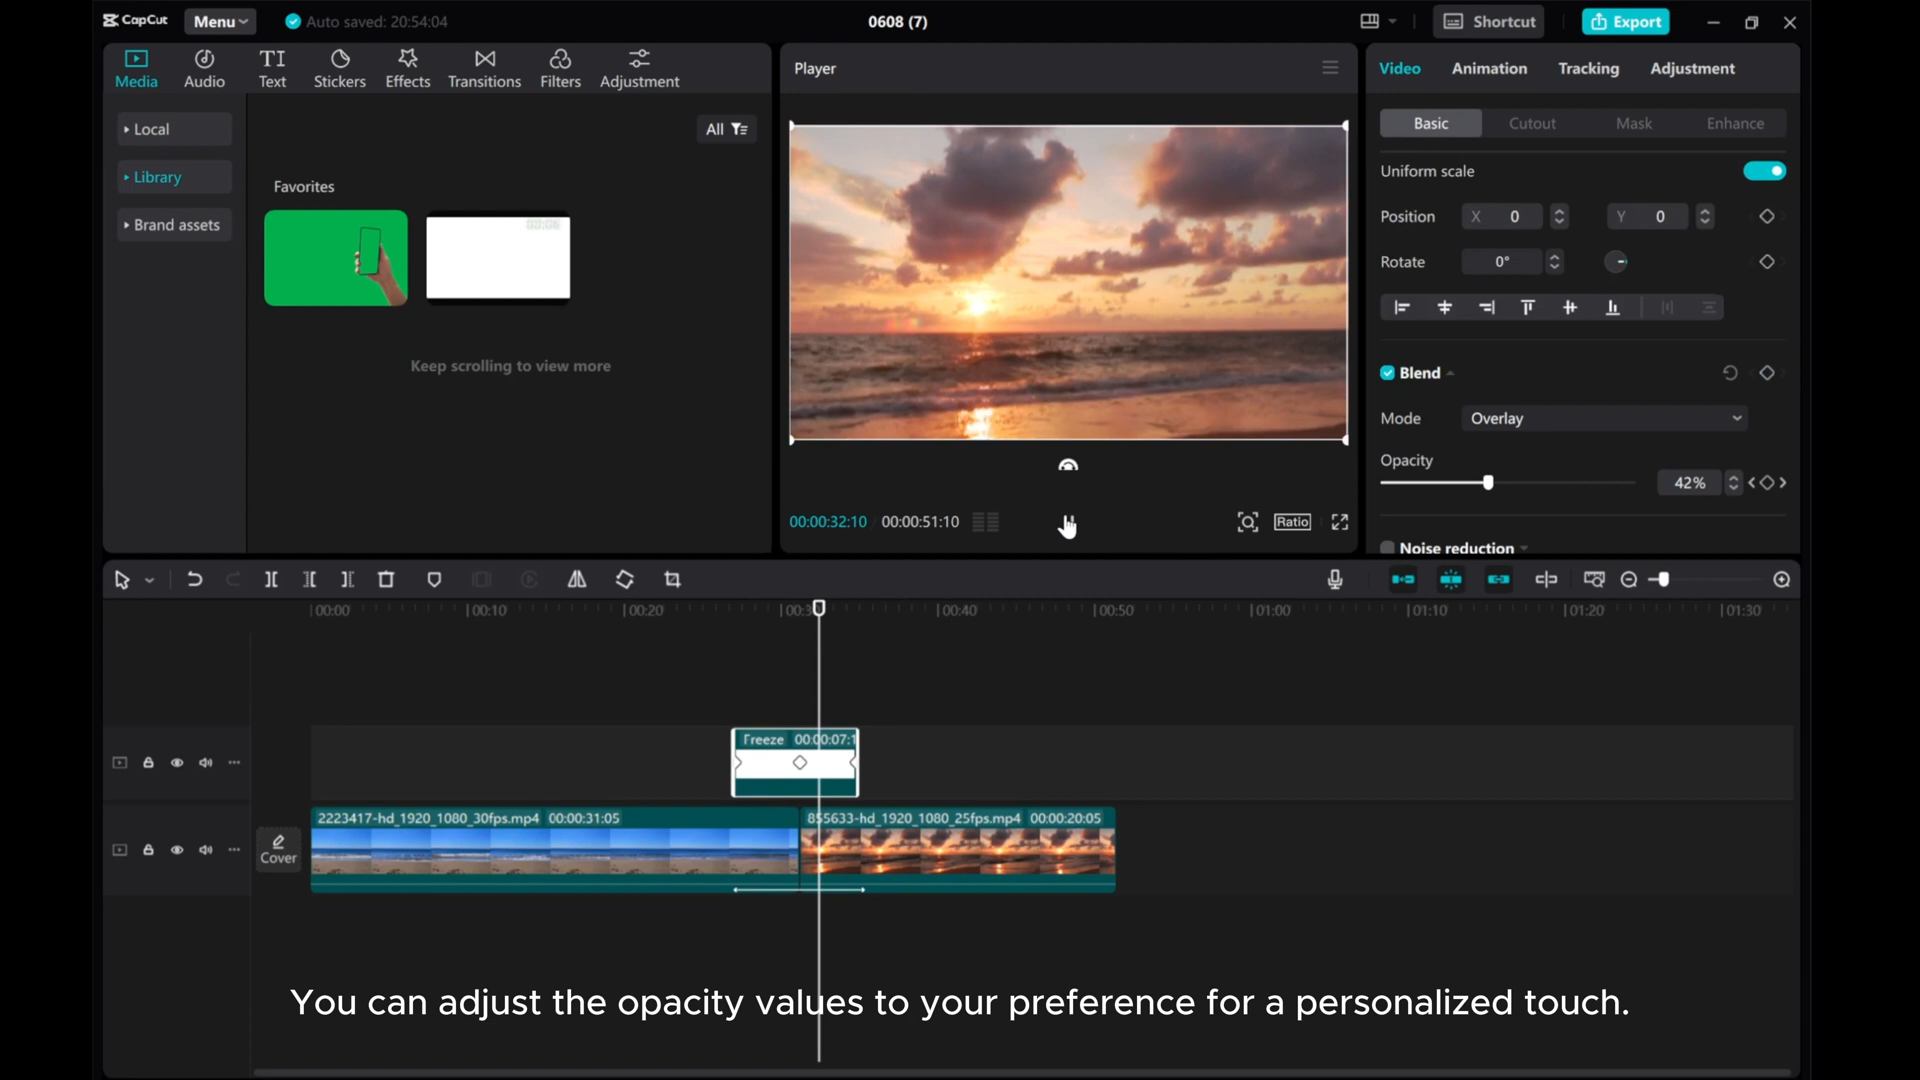 CapCut
Menu
Auto saved: 20:54:04
0608 (7)
Shortcut
Export
Media
Audio
TI
Text
Stickers
Effects
Transitions
Filters
Adjustment
Local
Library
Brand assets
All
Favorites
Keep scrolling to view more
Player
00:00:32:10
00:00:51:10
Ratio
Video
Animation
Tracking
Adjustment
Basic
Cutout
Mask
Enhance
Uniform scale
Position
X 0
Y 0
Rotate
0°
Blend
Mode
Overlay
Opacity
42%
Noise reduction
00:00
00:10
00:20
00:40
00:50
01:00
01:10
01:20
01:30
Freeze
Cover
2223417-hd_1920_1080_30fps.mp4 00:00:31:05
855633-hd_1920_1080_25fps.mp4 00:00:20:05
You can adjust the opacity values to your preference for a personalized touch.